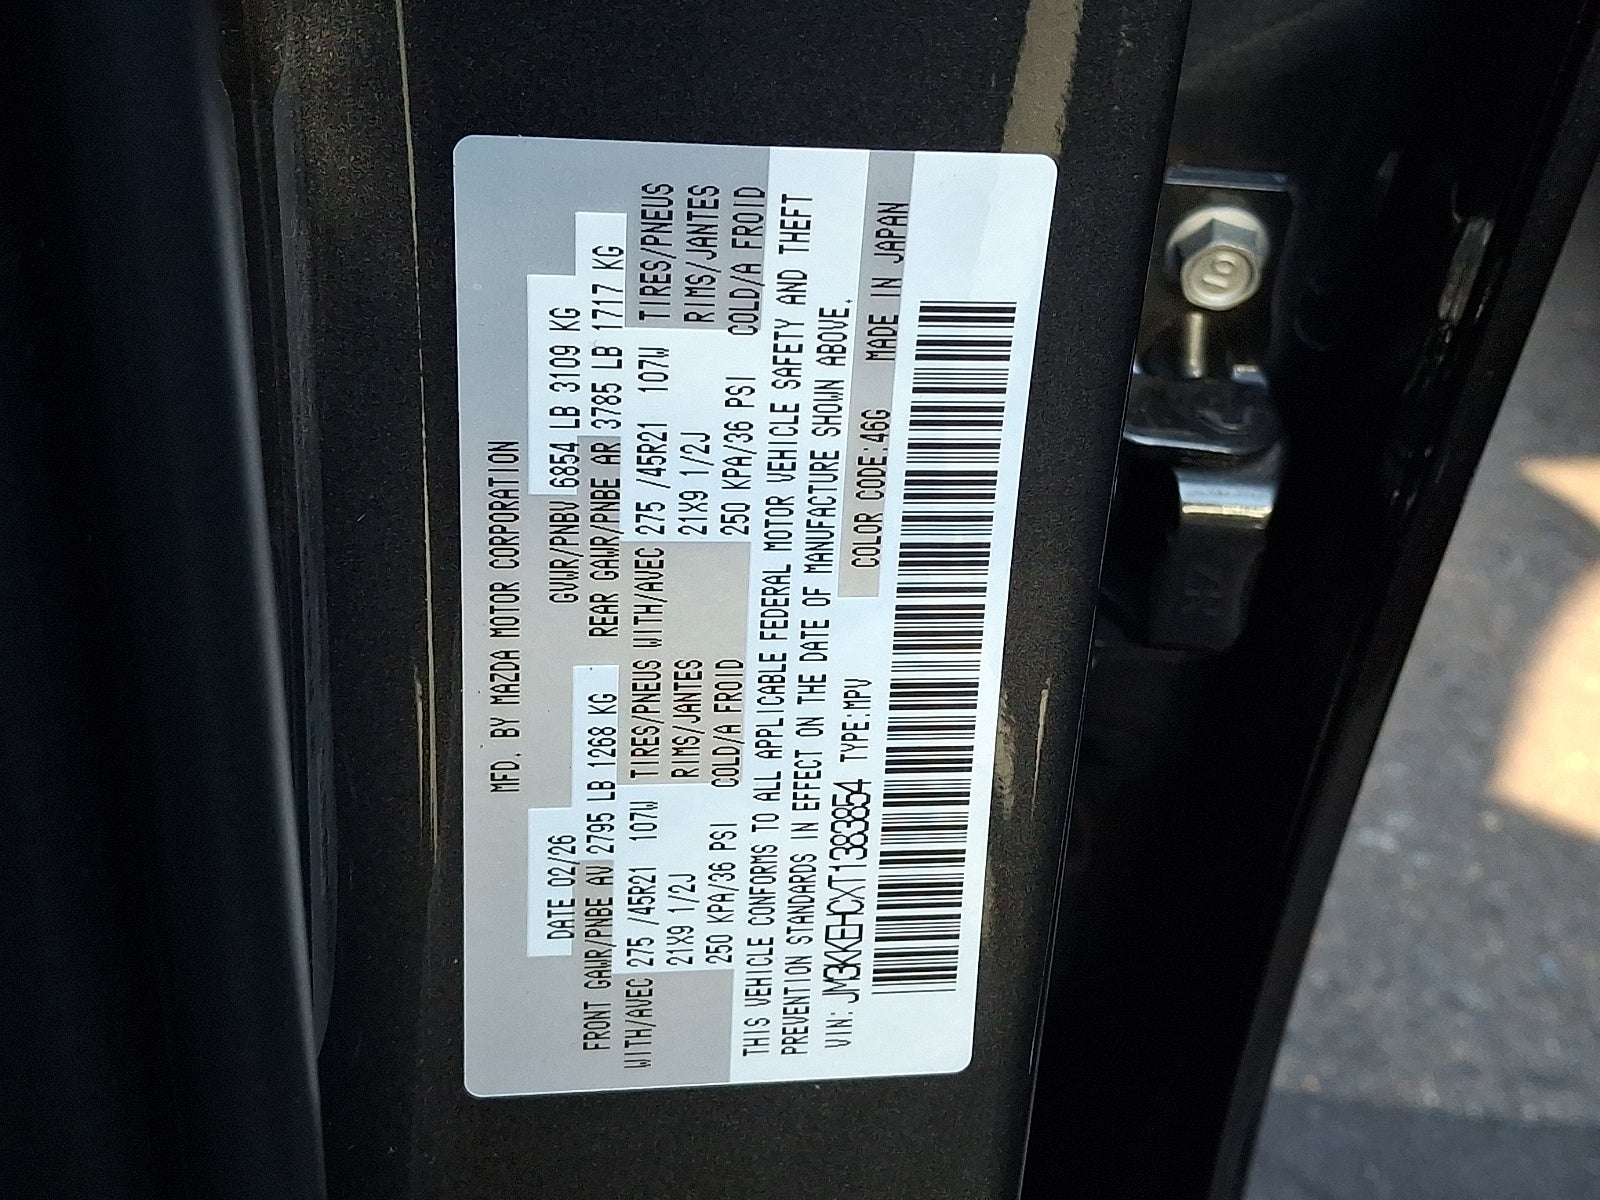 MFD. BY MAZDA MOTOR CORPORATION
DATE 02/26 GVWR/PNBV 6854 LB 3109 KG
FRONT GAWR/PNBE AV 2795 LB 1268 KG REAR GAWR/PNBE AR 3785 LB 1717 KG
WITH/AVEC 275 /45R21 107W TIRES/PNEUS WITH/AVEC 275 /45R21 107W TIRES/PNEUS
21X9 1/2J RIMS/JANTES 21X9 1/2J RIMS/JANTES
250 KPA/36 PSI COLD/A FROID 250 KPA/36 PSI COLD/A FROID
THIS VEHICLE CONFORMS TO ALL APPLICABLE FEDERAL MOTOR VEHICLE SAFETY AND THEFT
PREVENTION STANDARDS IN EFFECT ON THE DATE OF MANUFACTURE SHOWN ABOVE.
VIN: JM3KKEHCXT1383854 TYPE:MPV COLOR CODE:46G MADE IN JAPAN
9